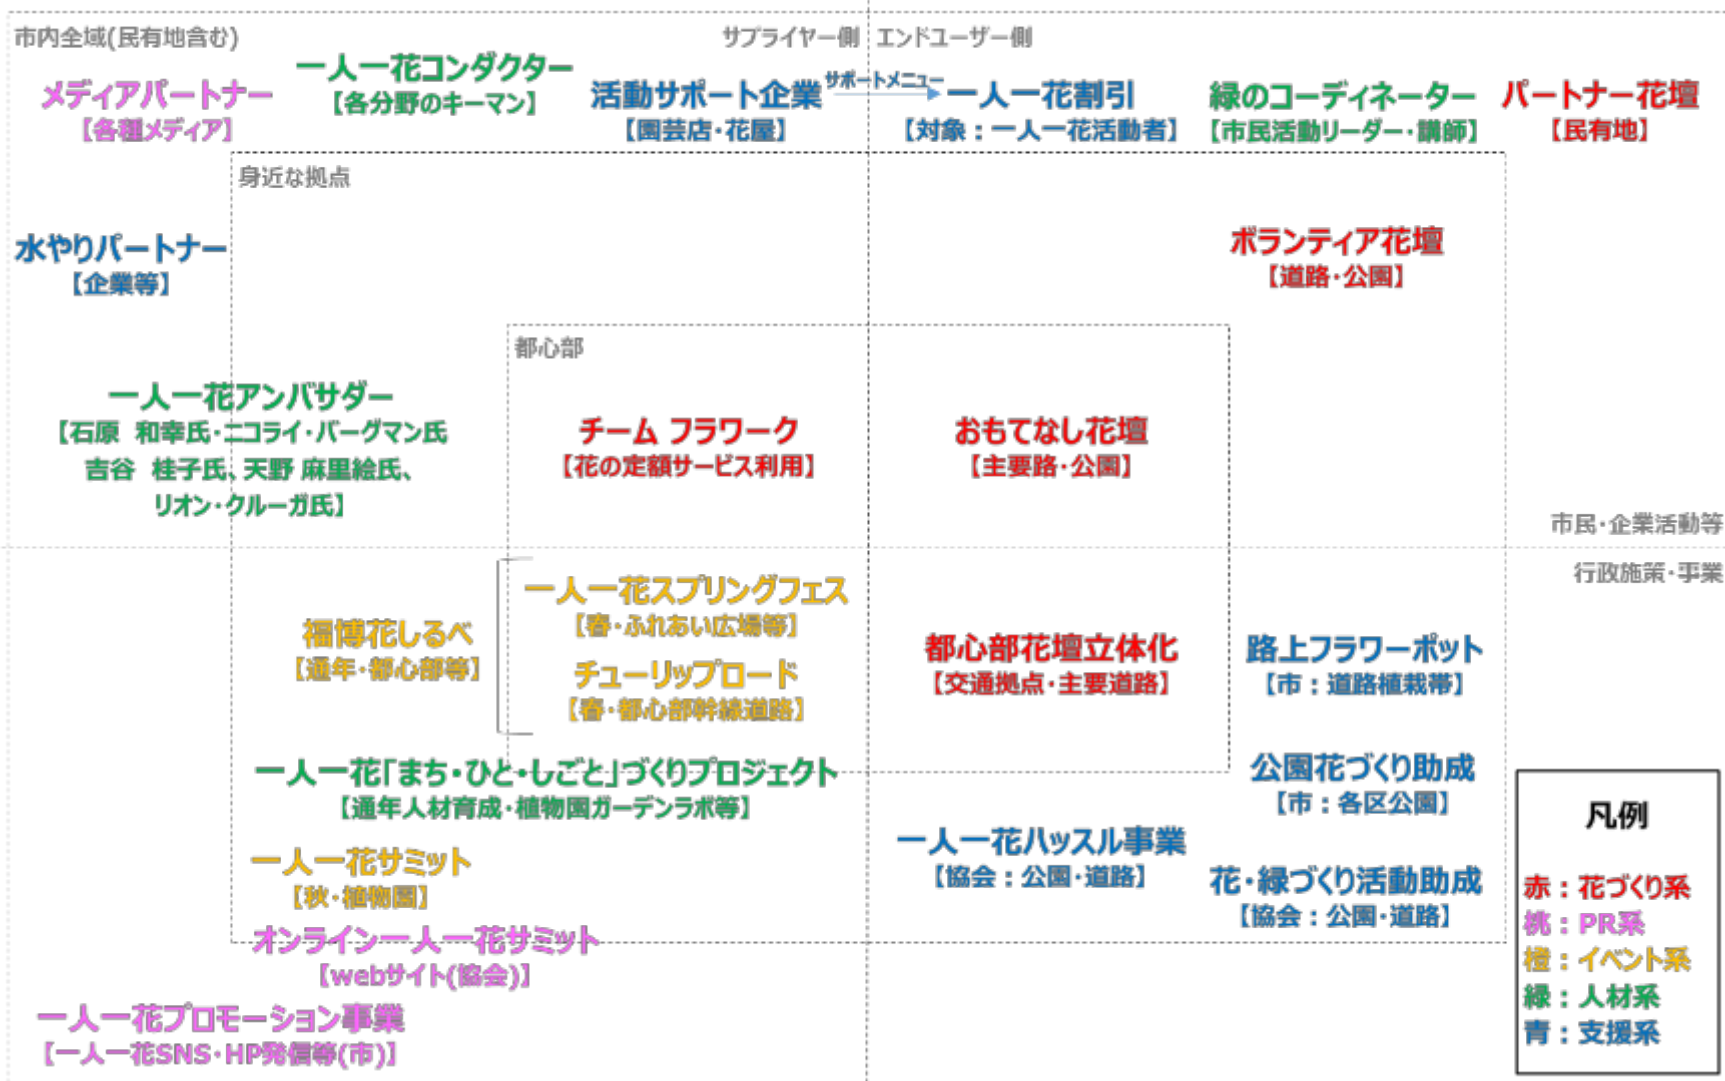 市内全域(民有地含む)
サプライヤー側
エンドユーザー側
メディアパートナー
【各種メディア】
一人一花コンダクター
【各分野のキーマン】
活動サポート企業
【園芸店・花屋】
サポートメニュー
一人一花割引
【対象：一人一花活動者】
緑のコーディネーター
【市民活動リーダー・講師】
パートナー花壇
【民有地】
身近な拠点
水やりパートナー
【企業等】
ボランティア花壇
【道路・公園】
都心部
一人一花アンバサダー
【石原 和幸氏・ニコライ・バーグマン氏
吉谷 桂子氏、天野 麻里絵氏、
リオン・クルーガ氏】
チーム フラワーク
【花の定額サービス利用】
おもてなし花壇
【主要路・公園】
市民・企業活動等
行政施策・事業
福博花しるべ
【通年・都心部等】
一人一花スプリングフェス
【春・ふれあい広場等】
チューリップロード
【春・都心部幹線道路】
都心部花壇立体化
【交通拠点・主要道路】
路上フラワーポット
【市：道路植栽帯】
一人一花「まち・ひと・しごと」づくりプロジェクト
【通年人材育成・植物園ガーデンラボ等】
公園花づくり助成
【市：各区公園】
一人一花サミット
【秋・植物園】
一人一花ハッスル事業
【協会：公園・道路】
花・緑づくり活動助成
【協会：公園・道路】
オンライン一人一花サミット
【webサイト(協会)】
一人一花プロモーション事業
【一人一花SNS・HP発信等(市)】
凡例
赤：花づくり系
桃：PR系
橙：イベント系
緑：人材系
青：支援系